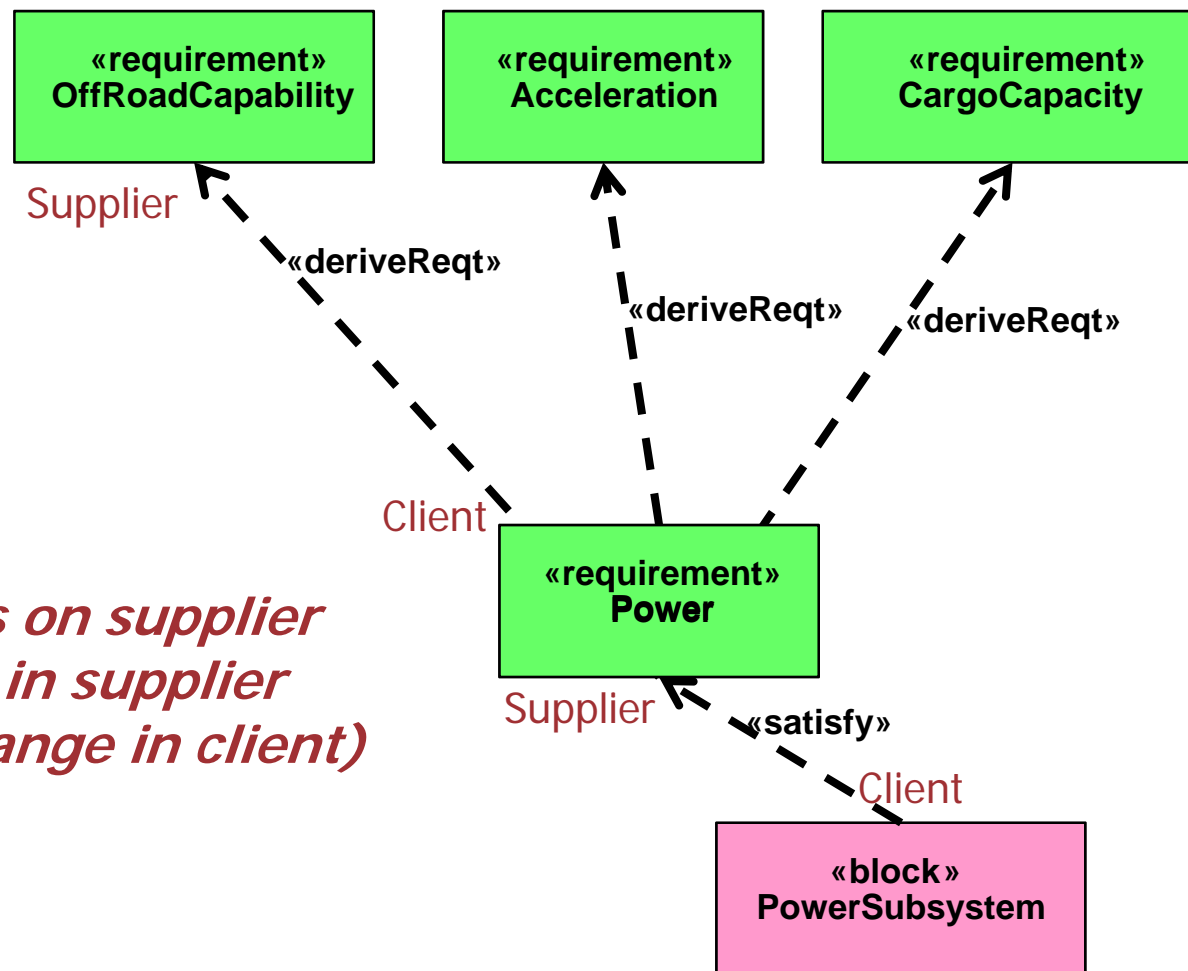 «requirement»
OffRoadCapability
«requirement»
Acceleration
«requirement»
CargoCapacity
Supplier
«deriveReqt»
«deriveReqt»
«deriveReqt»
Client
«requirement»
Power
s on supplier
in supplier
ange in client)
Supplier
«satisfy»
Client
«block»
PowerSubsystem